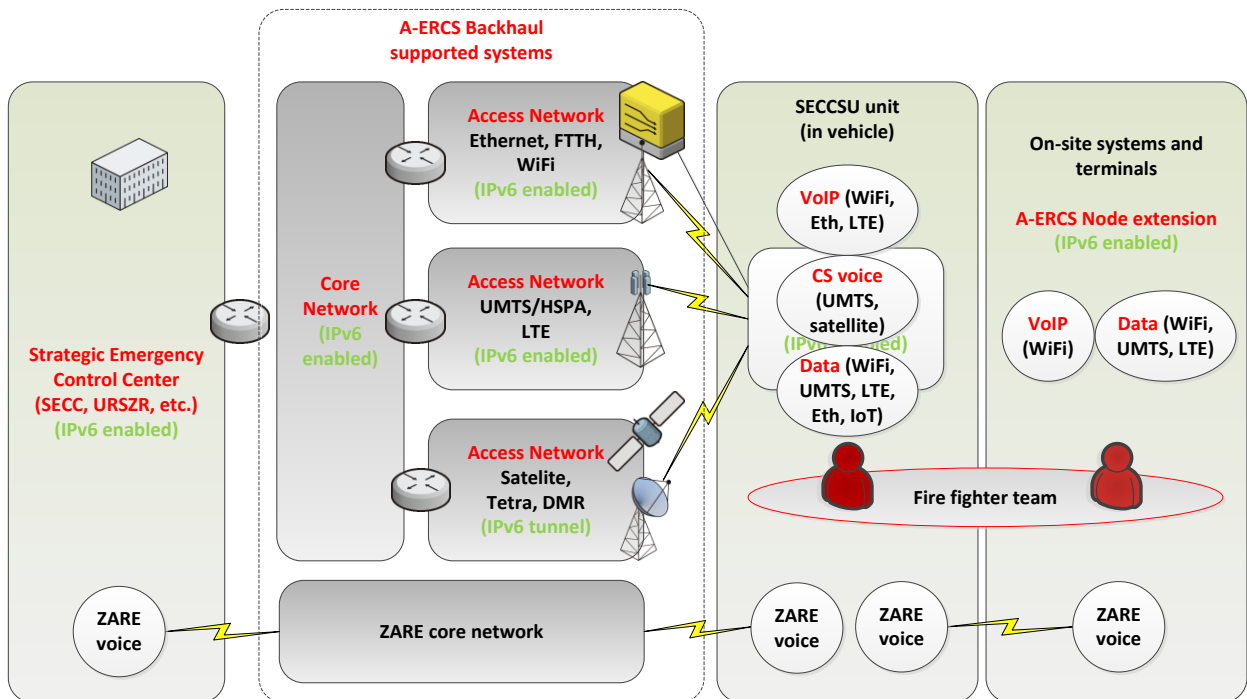 A-ERCS Backhaul
supported systems
Strategic Emergency
Control Center
(SECC, URSZR, etc.)
(IPv6 enabled)
Core
Network
(IPv6
enabled)
Access Network
Ethernet, FTTH,
WiFi
(IPv6 enabled)
Access Network
UMTS/HSPA,
LTE
(IPv6 enabled)
Access Network
Satelite,
Tetra, DMR
(IPv6 tunnel)
SECCSU unit
(in vehicle)
VoIP (WiFi,
Eth, LTE)
CS voice
(UMTS,
satellite)
Data (WiFi,
UMTS, LTE,
Eth, IoT)
On-site systems and
terminals
A-ERCS Node extension
(IPv6 enabled)
VoIP
(WiFi)
Data (WiFi,
UMTS, LTE)
Fire fighter team
ZARE
voice
ZARE core network
ZARE
voice
ZARE
voice
ZARE
voice